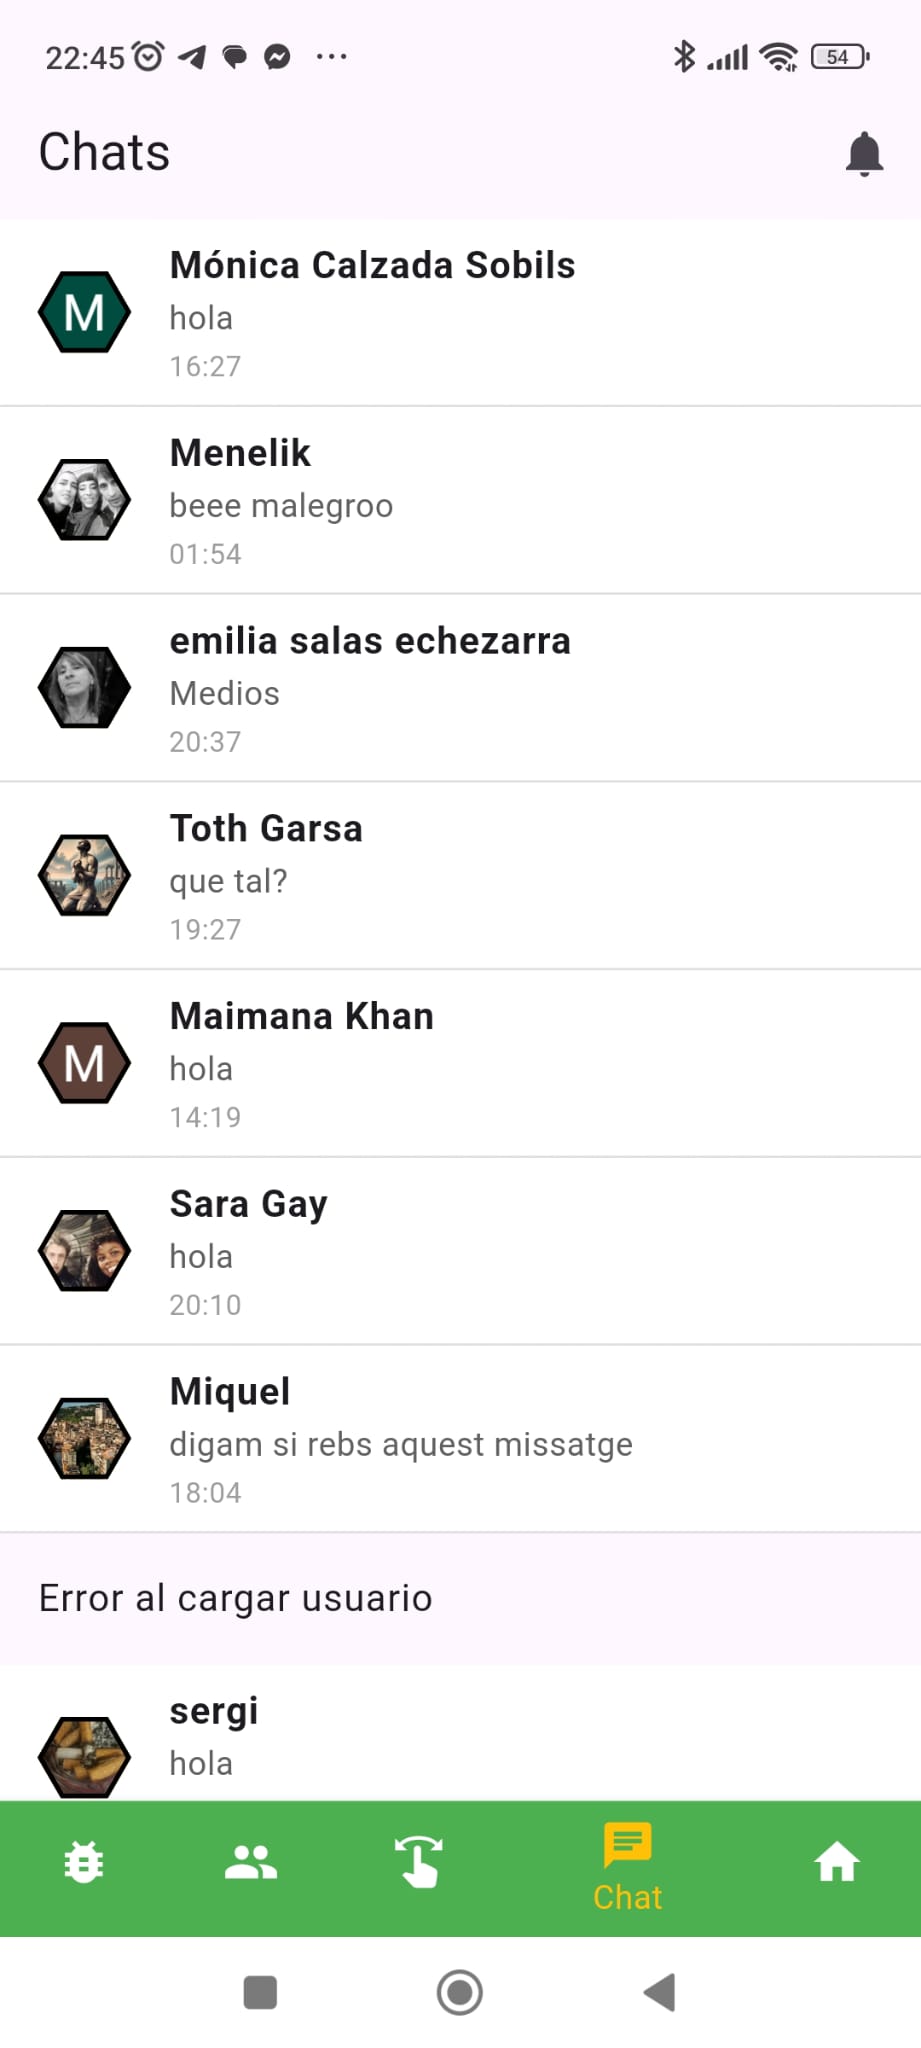 22:45
54
Chats
M
Mónica Calzada Sobils
hola
16:27
Menelik
beee malegroo
01:54
emilia salas echezarra
Medios
20:37
Toth Garsa
que tal?
19:27
M
Maimana Khan
hola
14:19
Sara Gay
hola
20:10
Miquel
digam si rebs aquest missatge
18:04
Error al cargar usuario
sergi
hola
Chat